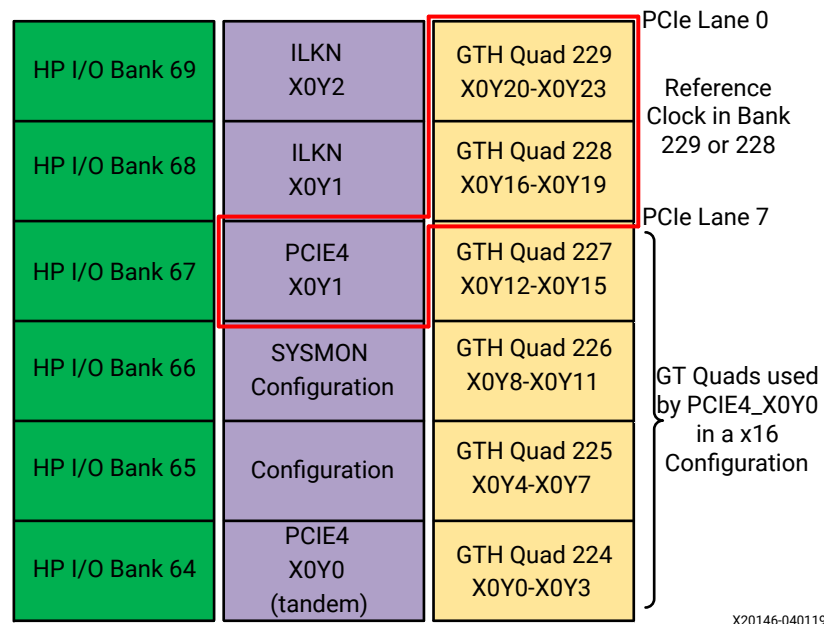 PCIe Lane 0
HP I/O Bank 69
ILKN
X0Y2
GTH Quad 229
X0Y20-X0Y23
Reference
Clock in Bank
229 or 228
HP I/O Bank 68
ILKN
X0Y1
GTH Quad 228
X0Y16-X0Y19
PCIe Lane 7
HP I/O Bank 67
PCIE4
X0Y1
GTH Quad 227
X0Y12-X0Y15
HP I/O Bank 66
SYSMON
Configuration
GTH Quad 226
X0Y8-X0Y11
GT Quads used
by PCIE4_X0Y0
in a x16
Configuration
HP I/O Bank 65
Configuration
GTH Quad 225
X0Y4-X0Y7
HP I/O Bank 64
PCIE4
X0Y0
(tandem)
GTH Quad 224
X0Y0-X0Y3
X20146-040119